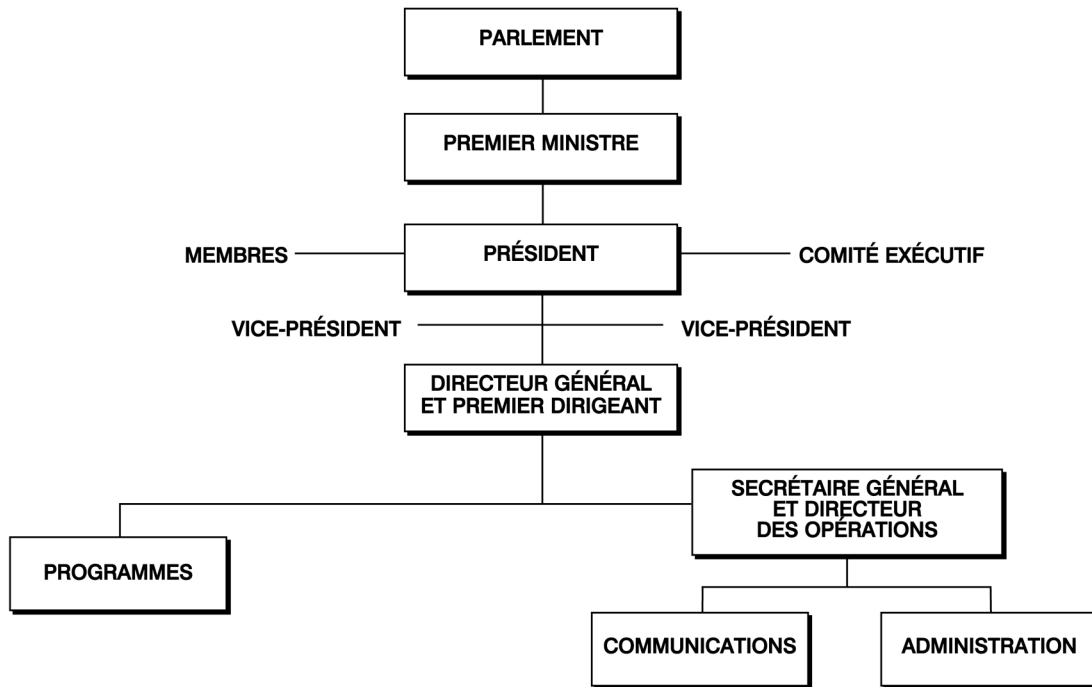 PARLEMENT
PREMIER MINISTRE
MEMBRES
PRÉSIDENT
COMITÉ EXÉCUTIF
VICE-PRÉSIDENT
VICE-PRÉSIDENT
DIRECTEUR GÉNÉRAL
ET PREMIER DIRIGEANT
SECRÉTAIRE GÉNÉRAL
ET DIRECTEUR
DES OPÉRATIONS
PROGRAMMES
COMMUNICATIONS
ADMINISTRATION